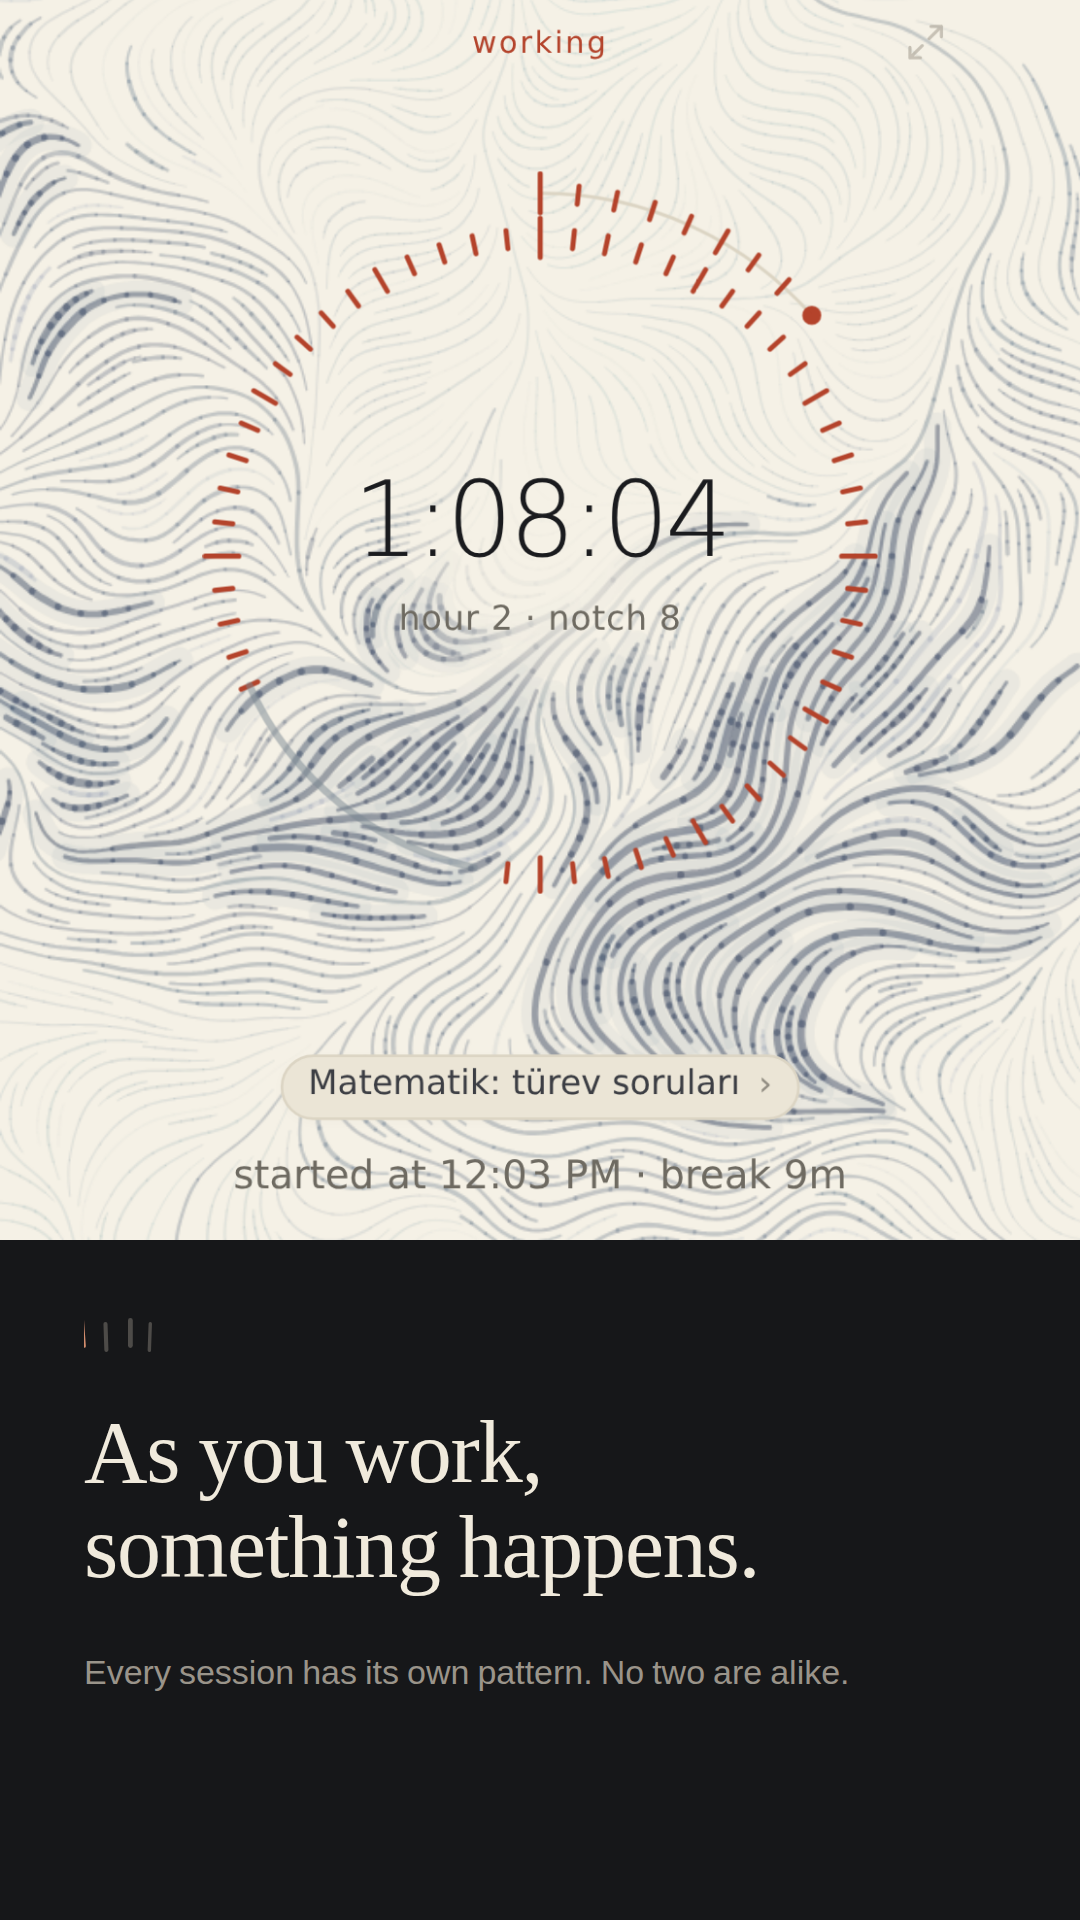 working
1:08:04
hour 2 · notch 8
Matematik: türev soruları ›
started at 12:03 PM · break 9m
As you work,
something happens.
Every session has its own pattern. No two are alike.